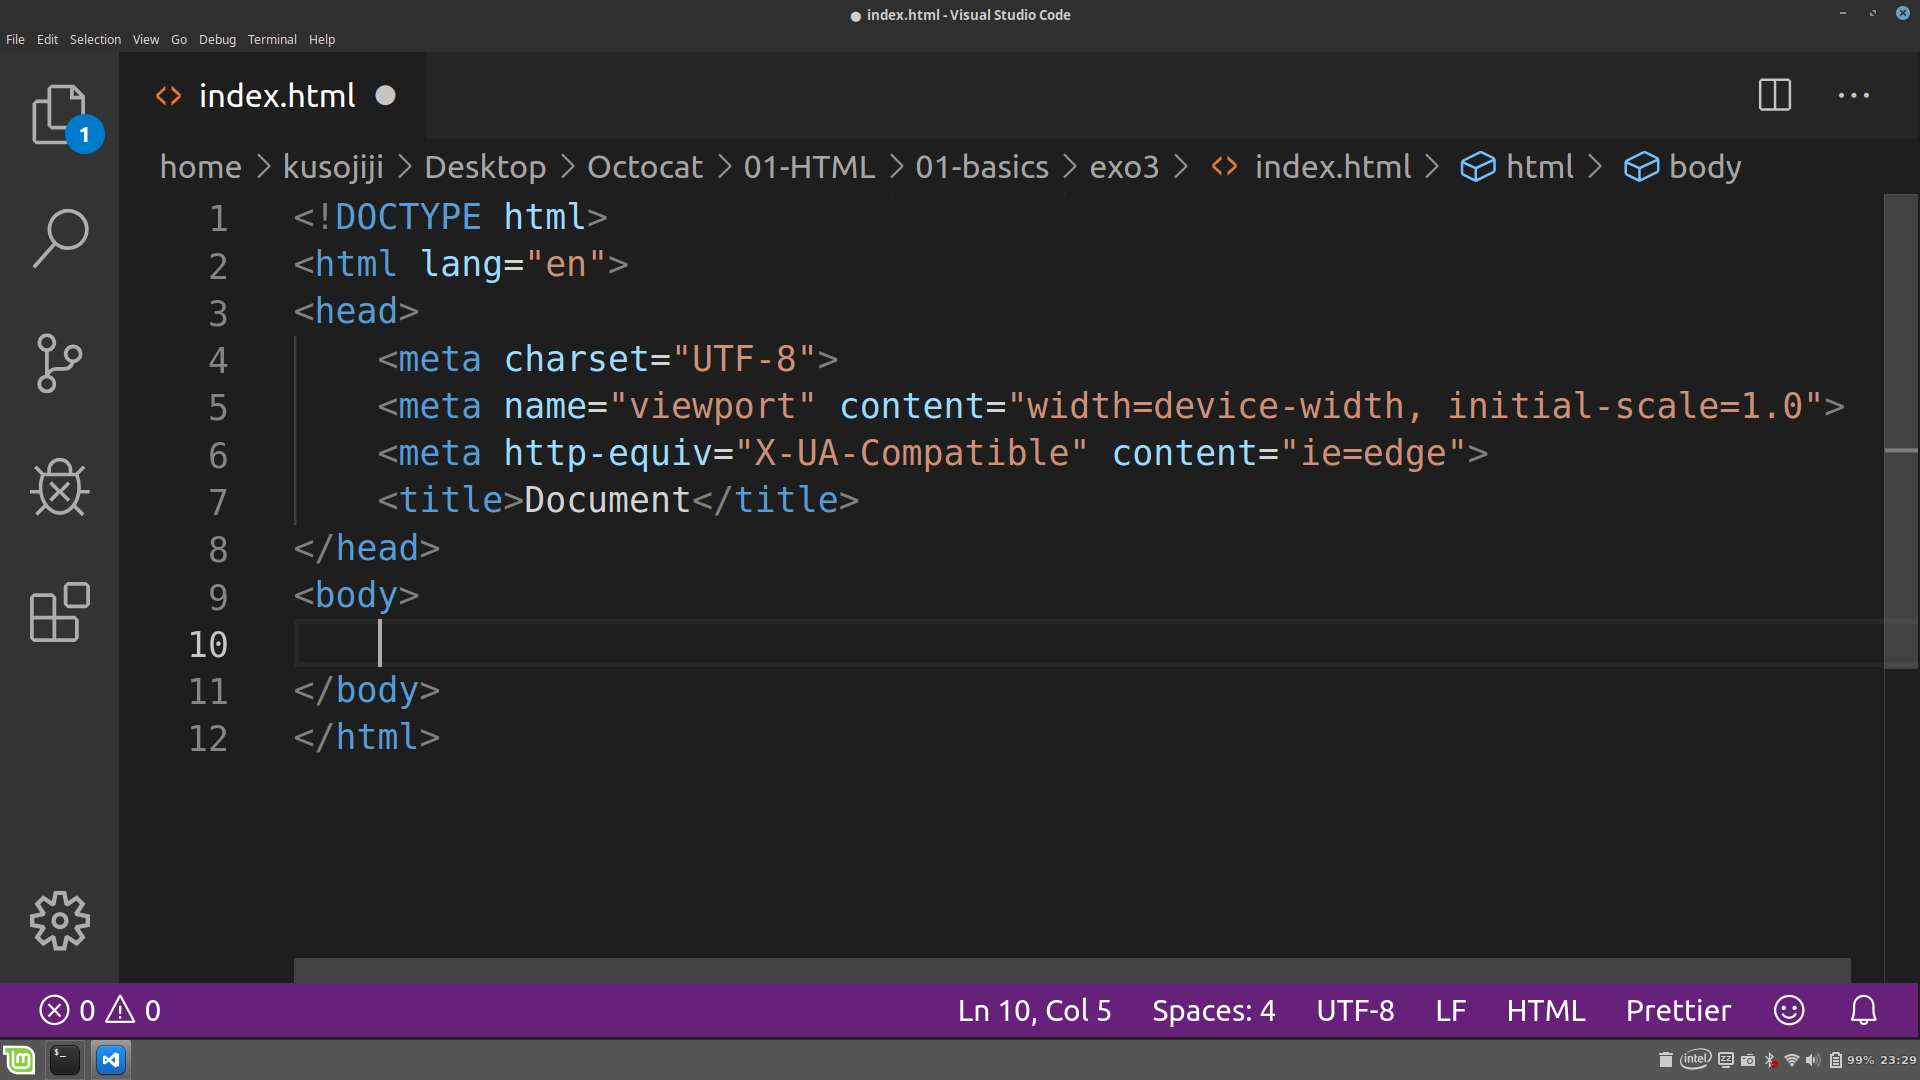 ● index.html - Visual Studio Code
File Edit Selection View Go Debug Terminal Help
1
<> index.html ●
home > kusojiji > Desktop > Octocat > 01-HTML > 01-basics > exo3 > <> index.html > html > body
1 <!DOCTYPE html>
2 <html lang="en">
3 <head>
4     <meta charset="UTF-8">
5     <meta name="viewport" content="width=device-width, initial-scale=1.0">
6     <meta http-equiv="X-UA-Compatible" content="ie=edge">
7     <title>Document</title>
8 </head>
9 <body>
10
11 </body>
12 </html>
0 0 Ln 10, Col 5 Spaces: 4 UTF-8 LF HTML Prettier
$_ intel zz 99% 23:29